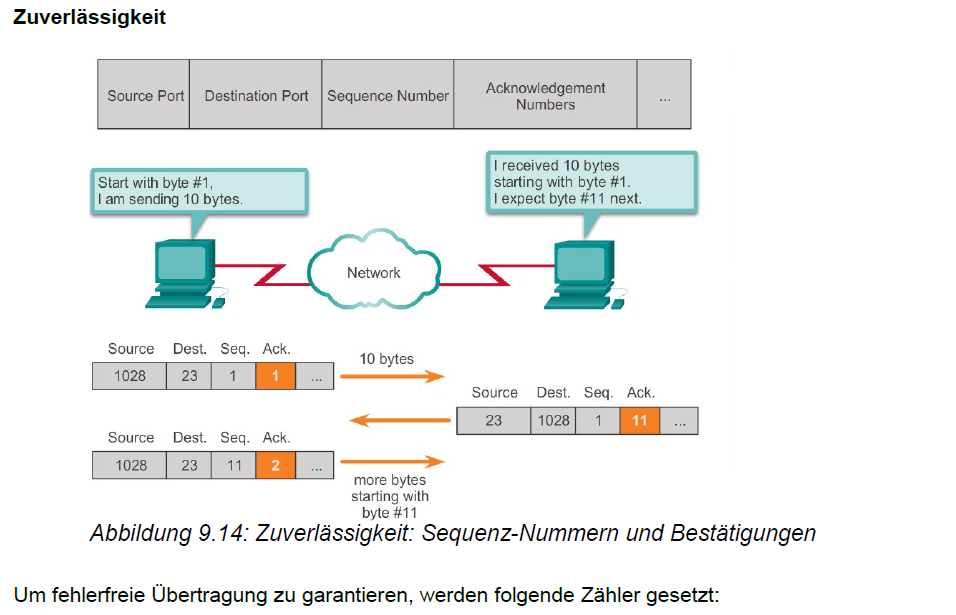 Zuverlässigkeit
Source Port Destination Port Sequence Number Acknowledgement Numbers ...
Start with byte #1,
I am sending 10 bytes.
I received 10 bytes
starting with byte #1.
I expect byte #11 next.
Network
Source Dest. Seq. Ack.
1028 23 1 1 ...
10 bytes
Source Dest. Seq. Ack.
23 1028 1 11 ...
Source Dest. Seq. Ack.
1028 23 11 2 ...
more bytes
starting with
byte #11
Abbildung 9.14: Zuverlässigkeit: Sequenz-Nummern und Bestätigungen
Um fehlerfreie Übertragung zu garantieren, werden folgende Zähler gesetzt: